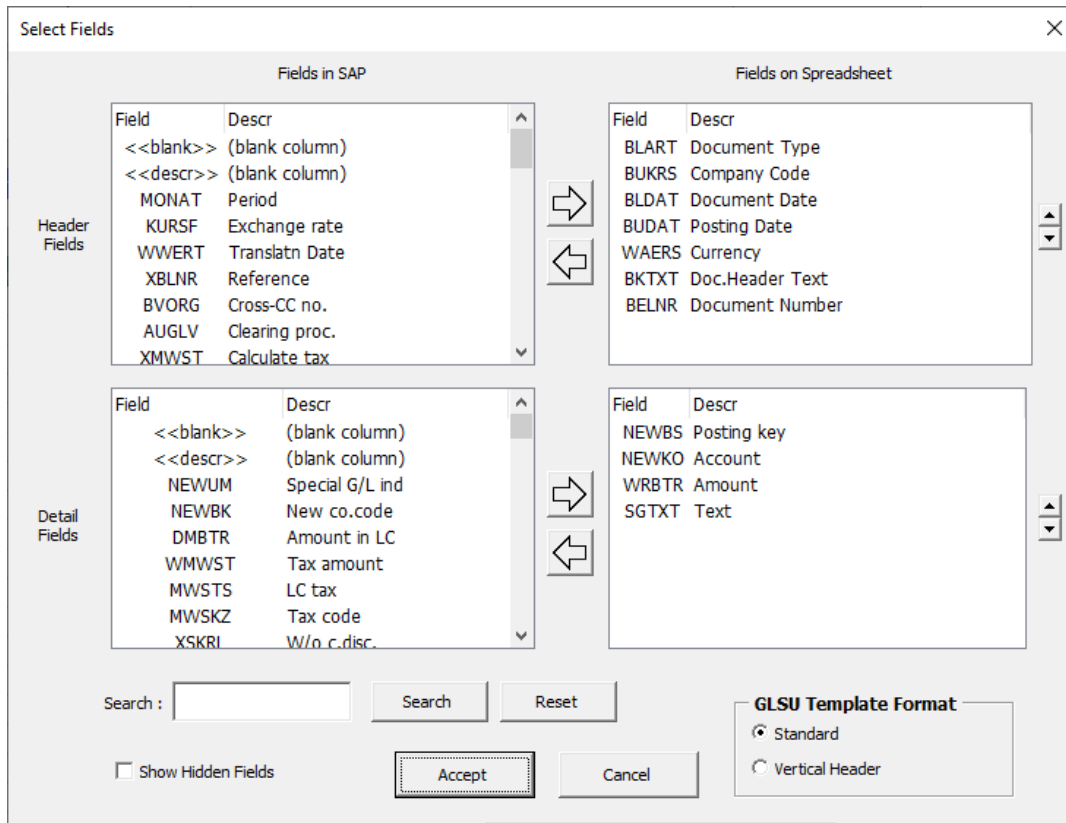 Select Fields
Fields in SAP
Fields on Spreadsheet
Header
Fields
Field Descr
<<blank>> (blank column)
<<descr>> (blank column)
MONAT Period
KURSF Exchange rate
WWERT Translatn Date
XBLNR Reference
BVORG Cross-CC no.
AUGLV Clearing proc.
XMWST Calculate tax
Field Descr
BLART Document Type
BUKRS Company Code
BLDAT Document Date
BUDAT Posting Date
WAERS Currency
BKTXT Doc.Header Text
BELNR Document Number
Detail
Fields
Field Descr
<<blank>> (blank column)
<<descr>> (blank column)
NEWUM Special G/L ind
NEWBK New co.code
DMBTR Amount in LC
WMWST Tax amount
MWSTS LC tax
MWSKZ Tax code
XSKRL W/o c.disc.
Field Descr
NEWBS Posting key
NEWKO Account
WRBTR Amount
SGTXT Text
Search :
Search
Reset
Show Hidden Fields
Accept
Cancel
GLSU Template Format
Standard
Vertical Header